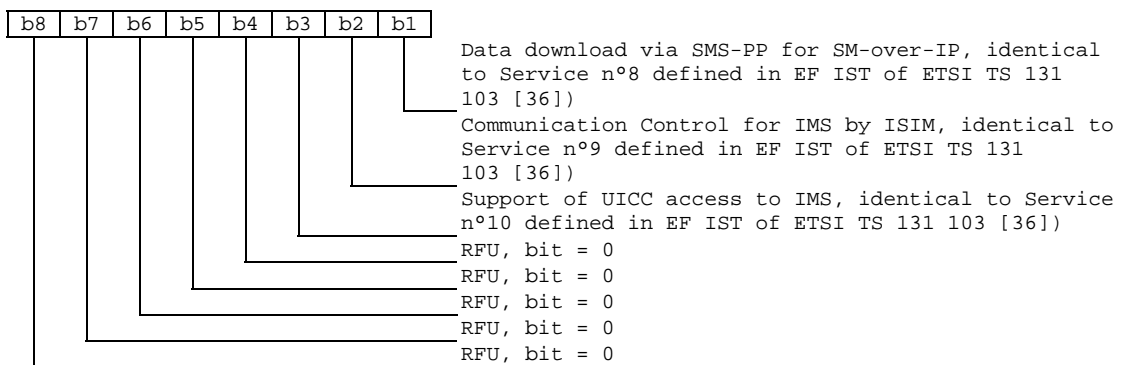 b8 b7 b6 b5 b4 b3 b2 b1
Data download via SMS-PP for SM-over-IP, identical
to Service n°8 defined in EF IST of ETSI TS 131
103 [36])
Communication Control for IMS by ISIM, identical to
Service n°9 defined in EF IST of ETSI TS 131
103 [36])
Support of UICC access to IMS, identical to Service
n°10 defined in EF IST of ETSI TS 131 103 [36])
RFU, bit = 0
RFU, bit = 0
RFU, bit = 0
RFU, bit = 0
RFU, bit = 0